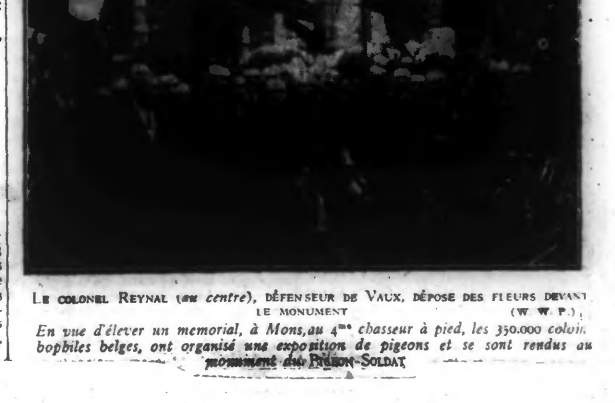 LE COLONEL REYNAL (au centre), DÉFENSEUR DE VAUX, DÉPOSE DES FLEURS DEVANT
LE MONUMENT (W. W. P.)
En vue d'élever un memorial, à Mons, au 4me chasseur à pied, les 350.000 colom-
bophiles belges, ont organisé une exposition de pigeons et se sont rendus au
monument du PIGEON-SOLDAT